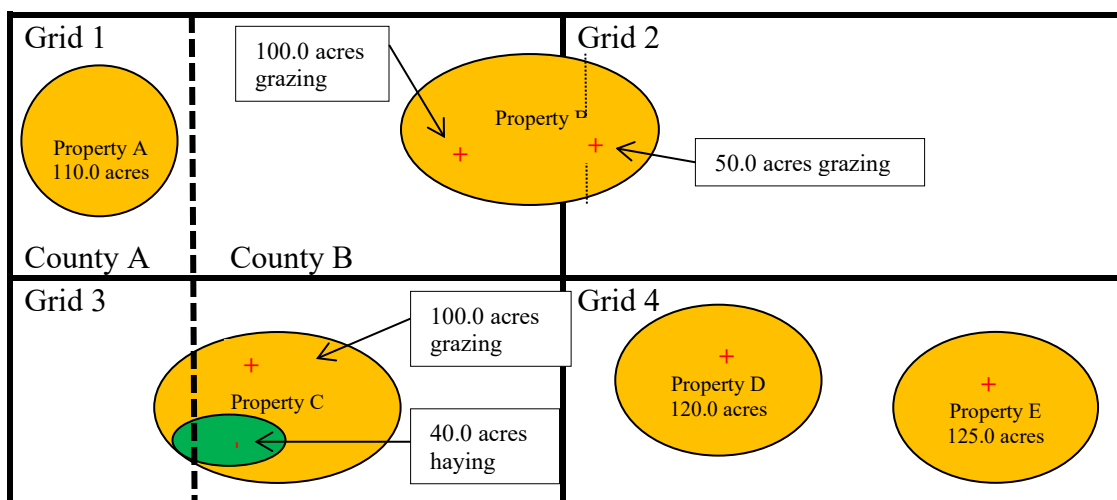 Grid 1
Grid 2
100.0 acres
grazing
Property
Property A
110.0 acres
50.0 acres grazing
County A
County B
Grid 3
Grid 4
100.0 acres
grazing
Property D
120.0 acres
Property C
Property E
125.0 acres
40.0 acres
haying